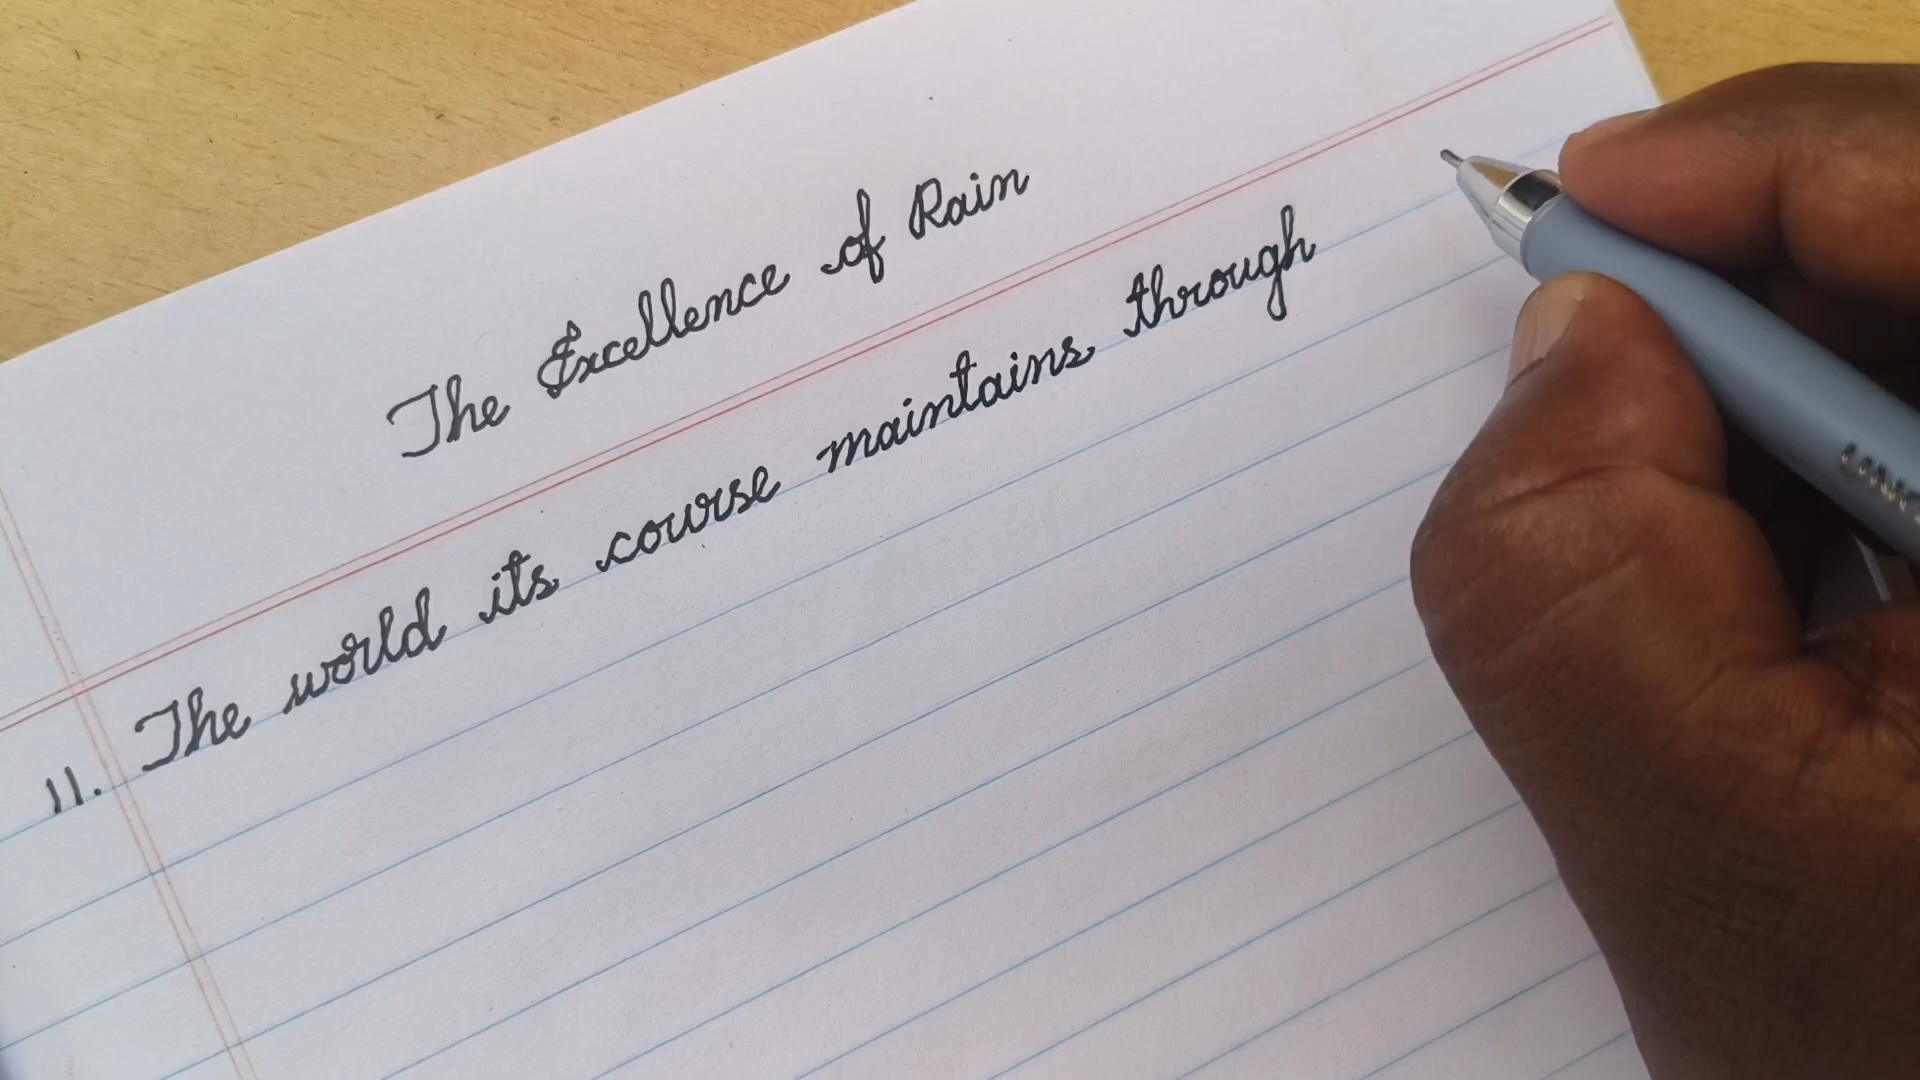 The Excellence of Rain
11. The world its course maintains through